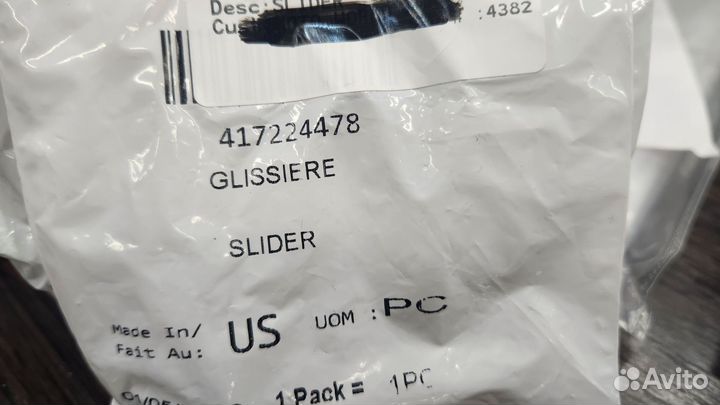 Desc:SLIDER
:4382
417224478
GLISSIERE
SLIDER
Made In/
Fait Au:
US
UOM :PC
1 Pack = 1PC
Avito